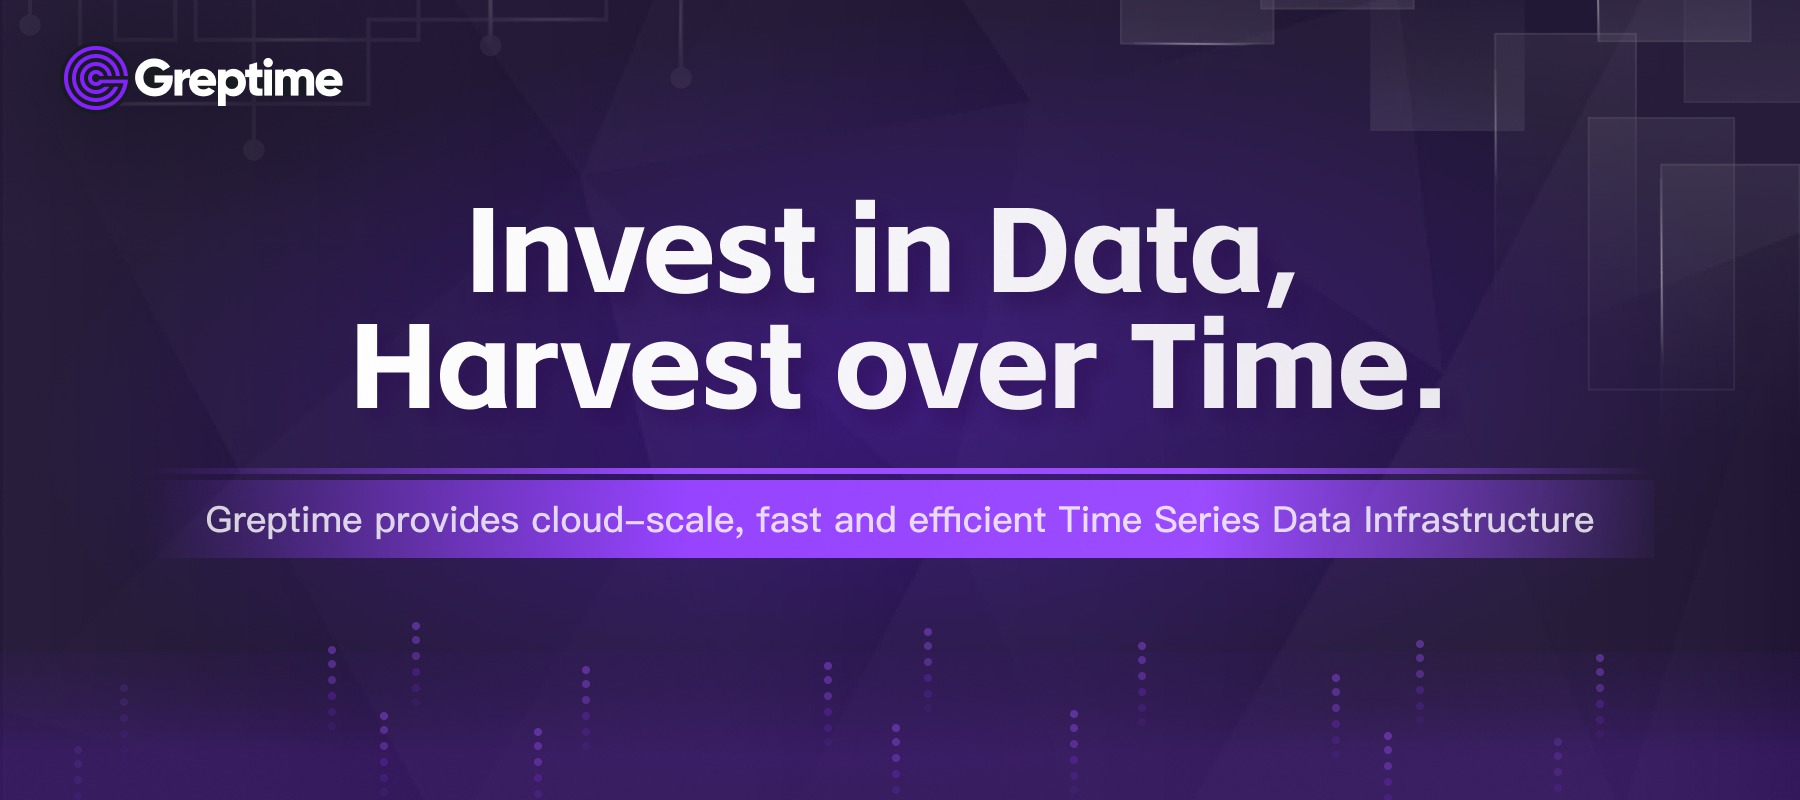 Greptime
Invest in Data,
Harvest over Time.
Greptime provides cloud-scale, fast and efficient Time Series Data Infrastructure